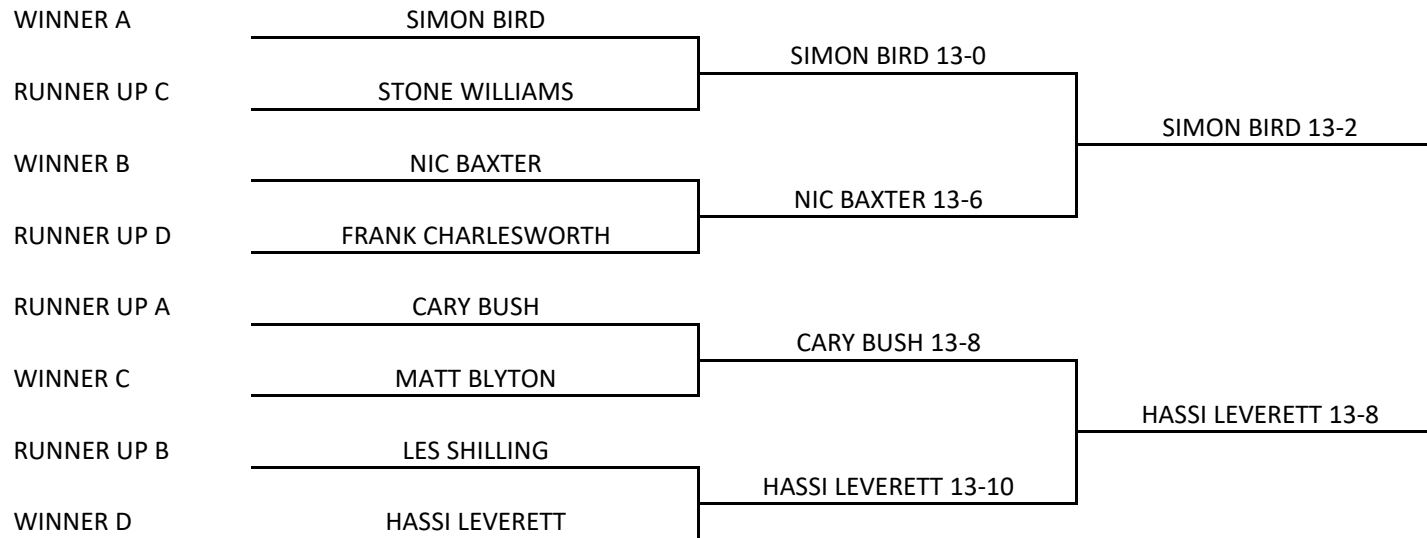 WINNER A SIMON BIRD
SIMON BIRD 13-0
RUNNER UP C STONE WILLIAMS
SIMON BIRD 13-2
WINNER B NIC BAXTER
NIC BAXTER 13-6
RUNNER UP D FRANK CHARLESWORTH
RUNNER UP A CARY BUSH
CARY BUSH 13-8
WINNER C MATT BLYTON
HASSI LEVERETT 13-8
RUNNER UP B LES SHILLING
HASSI LEVERETT 13-10
WINNER D HASSI LEVERETT